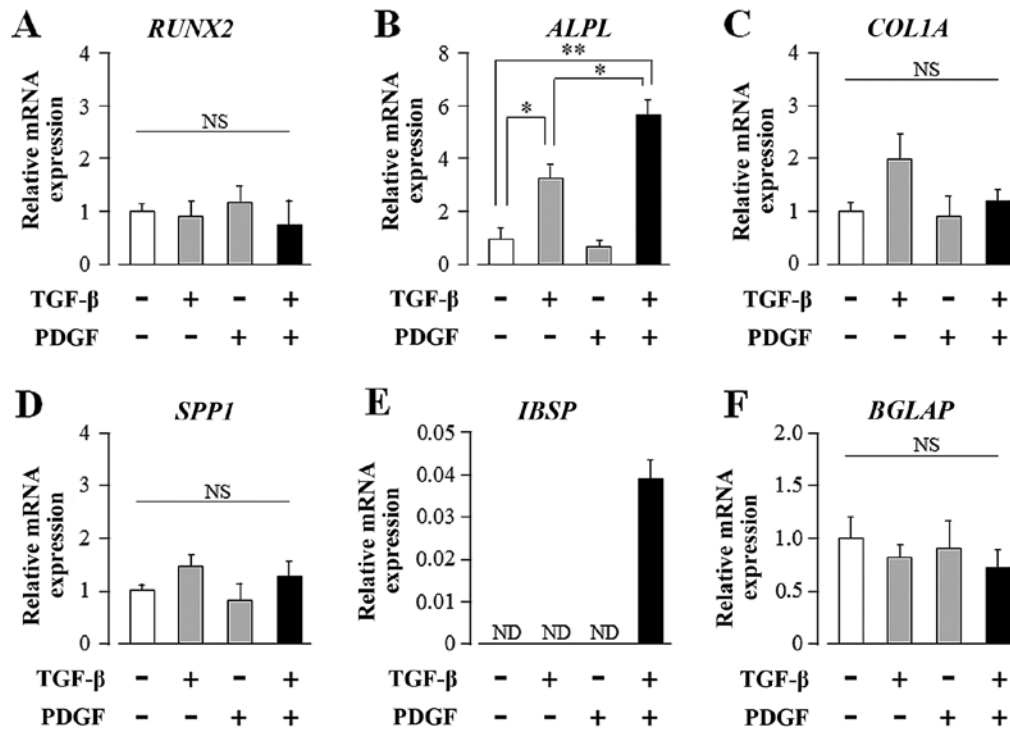 A RUNX2
Relative mRNA
expression
4
3
2
1
0
NS
TGF-β - + - +
PDGF - - + +
B ALPL
Relative mRNA
expression
8
6
4
2
0
**
*
*
TGF-β - + - +
PDGF - - + +
C COL1A
Relative mRNA
expression
4
3
2
1
0
NS
TGF-β - + - +
PDGF - - + +
D SPP1
Relative mRNA
expression
4
3
2
1
0
NS
TGF-β - + - +
PDGF - - + +
E IBSP
Relative mRNA
expression
0.05
0.04
0.03
0.02
0.01
0
ND ND ND
TGF-β - + - +
PDGF - - + +
F BGLAP
Relative mRNA
expression
2.0
1.5
1.0
0.5
0
NS
TGF-β - + - +
PDGF - - + +